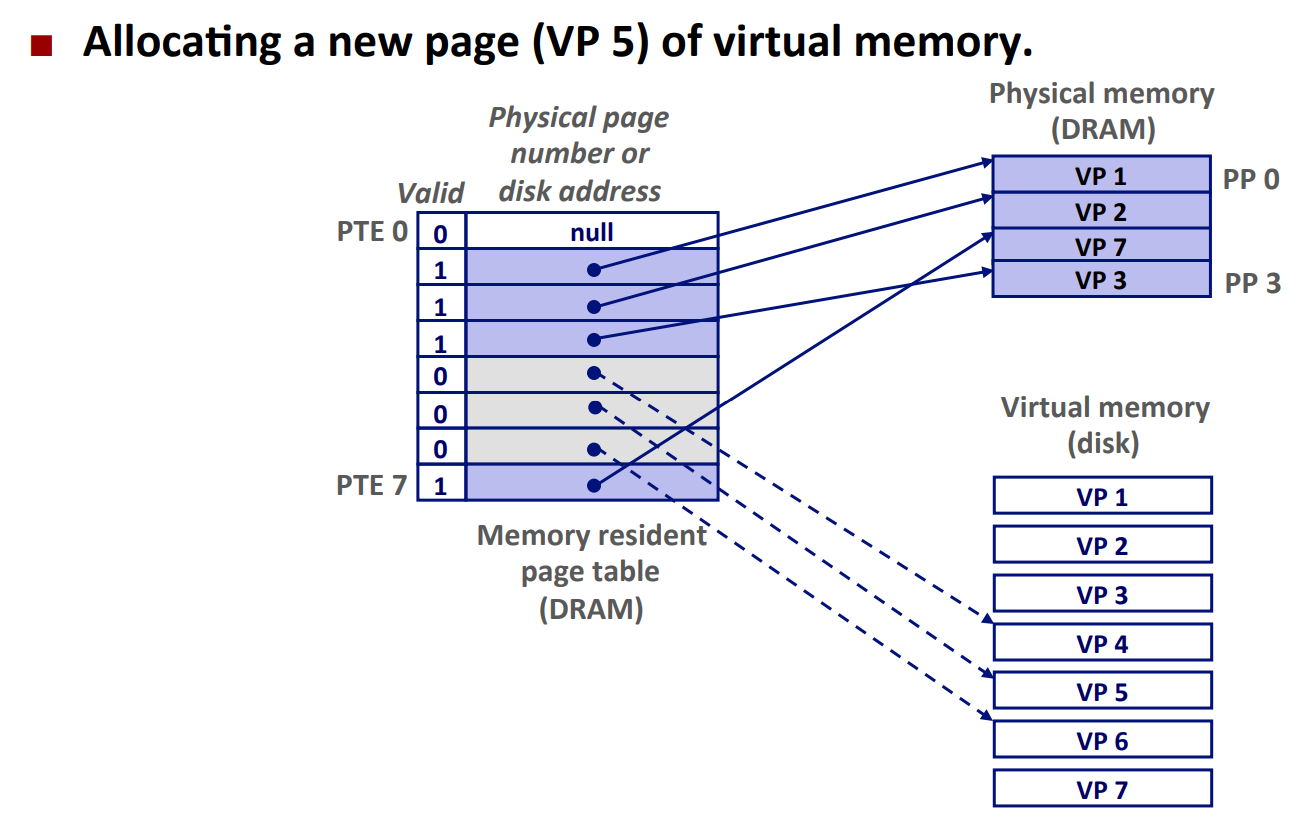 Allocating a new page (VP 5) of virtual memory.
Physical page
number or
disk address
Valid
PTE 0
0
null
1
1
1
0
0
0
PTE 7
1
Memory resident
page table
(DRAM)
Physical memory
(DRAM)
VP 1
PP 0
VP 2
VP 7
VP 3
PP 3
Virtual memory
(disk)
VP 1
VP 2
VP 3
VP 4
VP 5
VP 6
VP 7